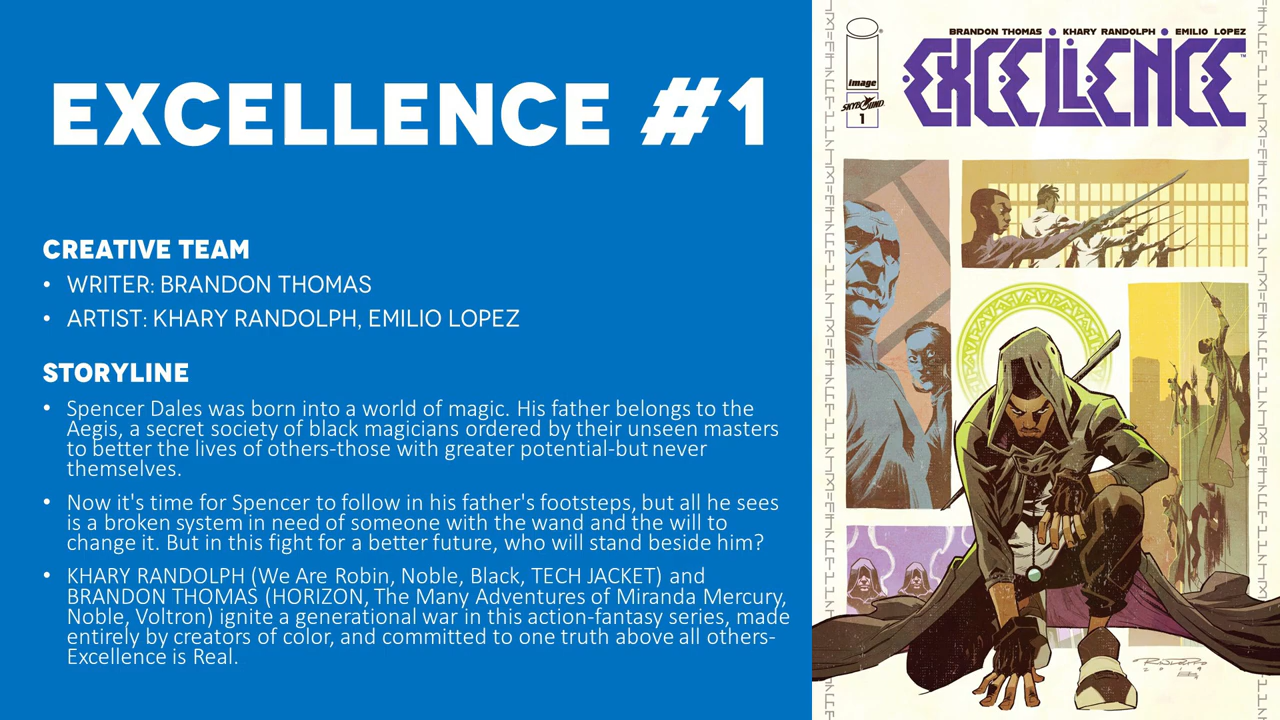 EXCELLENCE #1
CREATIVE TEAM
• WRITER: BRANDON THOMAS
• ARTIST: KHARY RANDOLPH, EMILIO LOPEZ
STORYLINE
• Spencer Dales was born into a world of magic. His father belongs to the
Aegis, a secret society of black magicians ordered by their unseen masters
to better the lives of others-those with greater potential-but never
themselves.
• Now it's time for Spencer to follow in his father's footsteps, but all he sees
is a broken system in need of someone with the wand and the will to
change it. But in this fight for a better future, who will stand beside him?
• KHARY RANDOLPH (We Are Robin, Noble, Black, TECH JACKET) and
BRANDON THOMAS (HORIZON, The Many Adventures of Miranda Mercury,
Noble, Voltron) ignite a generational war in this action-fantasy series, made
entirely by creators of color, and committed to one truth above all others-
Excellence is Real.
BRANDON THOMAS • KHARY RANDOLPH • EMILIO LOPEZ
EXCELLENCE
TM
image
SKYBOUND
1
RANDOLPH
2019